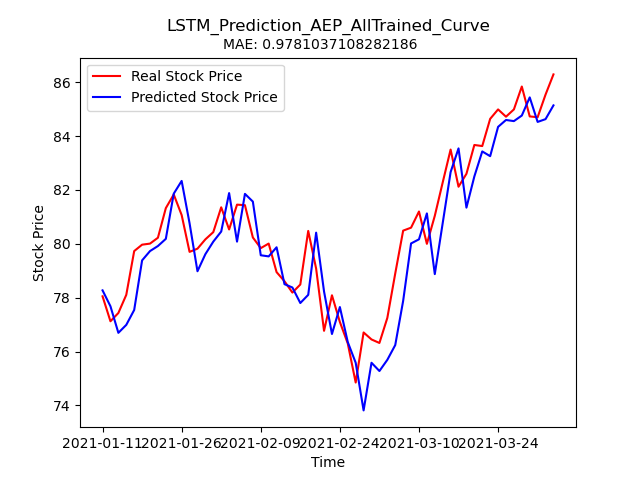 LSTM_Prediction_AEP_AllTrained_Curve
MAE: 0.9781037108282186
Real Stock Price
Predicted Stock Price
86
84
82
80
78
76
74
Stock Price
2021-01-11 2021-01-26 2021-02-09 2021-02-24 2021-03-10 2021-03-24
Time